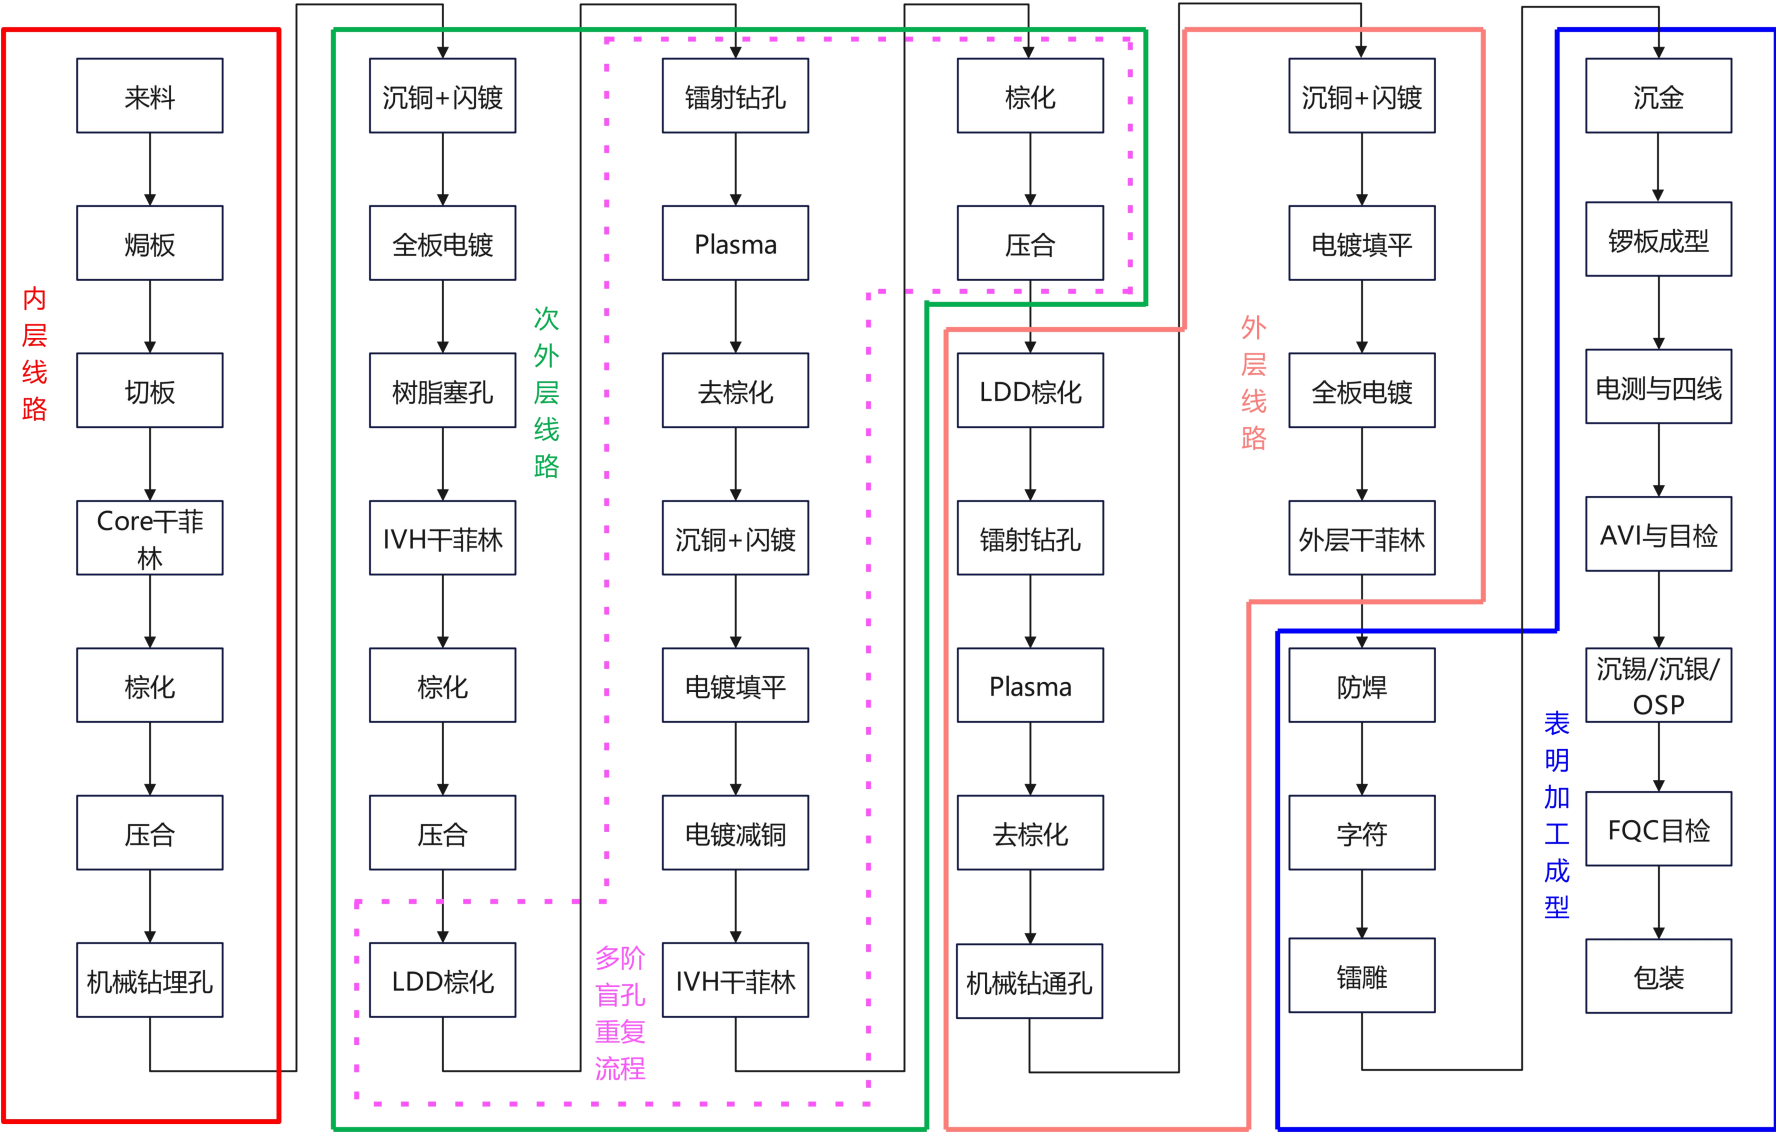 来料
焗板
切板
Core干菲
林
棕化
压合
机械钻埋孔
内
层
线
路
沉铜+闪镀
全板电镀
树脂塞孔
IVH干菲林
棕化
压合
LDD棕化
次
外
层
线
路
镭射钻孔
Plasma
去棕化
沉铜+闪镀
电镀填平
电镀减铜
IVH干菲林
多阶
盲孔
重复
流程
棕化
压合
LDD棕化
镭射钻孔
Plasma
去棕化
机械钻通孔
外
层
线
路
沉铜+闪镀
电镀填平
全板电镀
外层干菲林
防焊
字符
镭雕
表
明
加
工
成
型
沉金
锣板成型
电测与四线
AVI与目检
沉锡/沉银/
OSP
FQC目检
包装